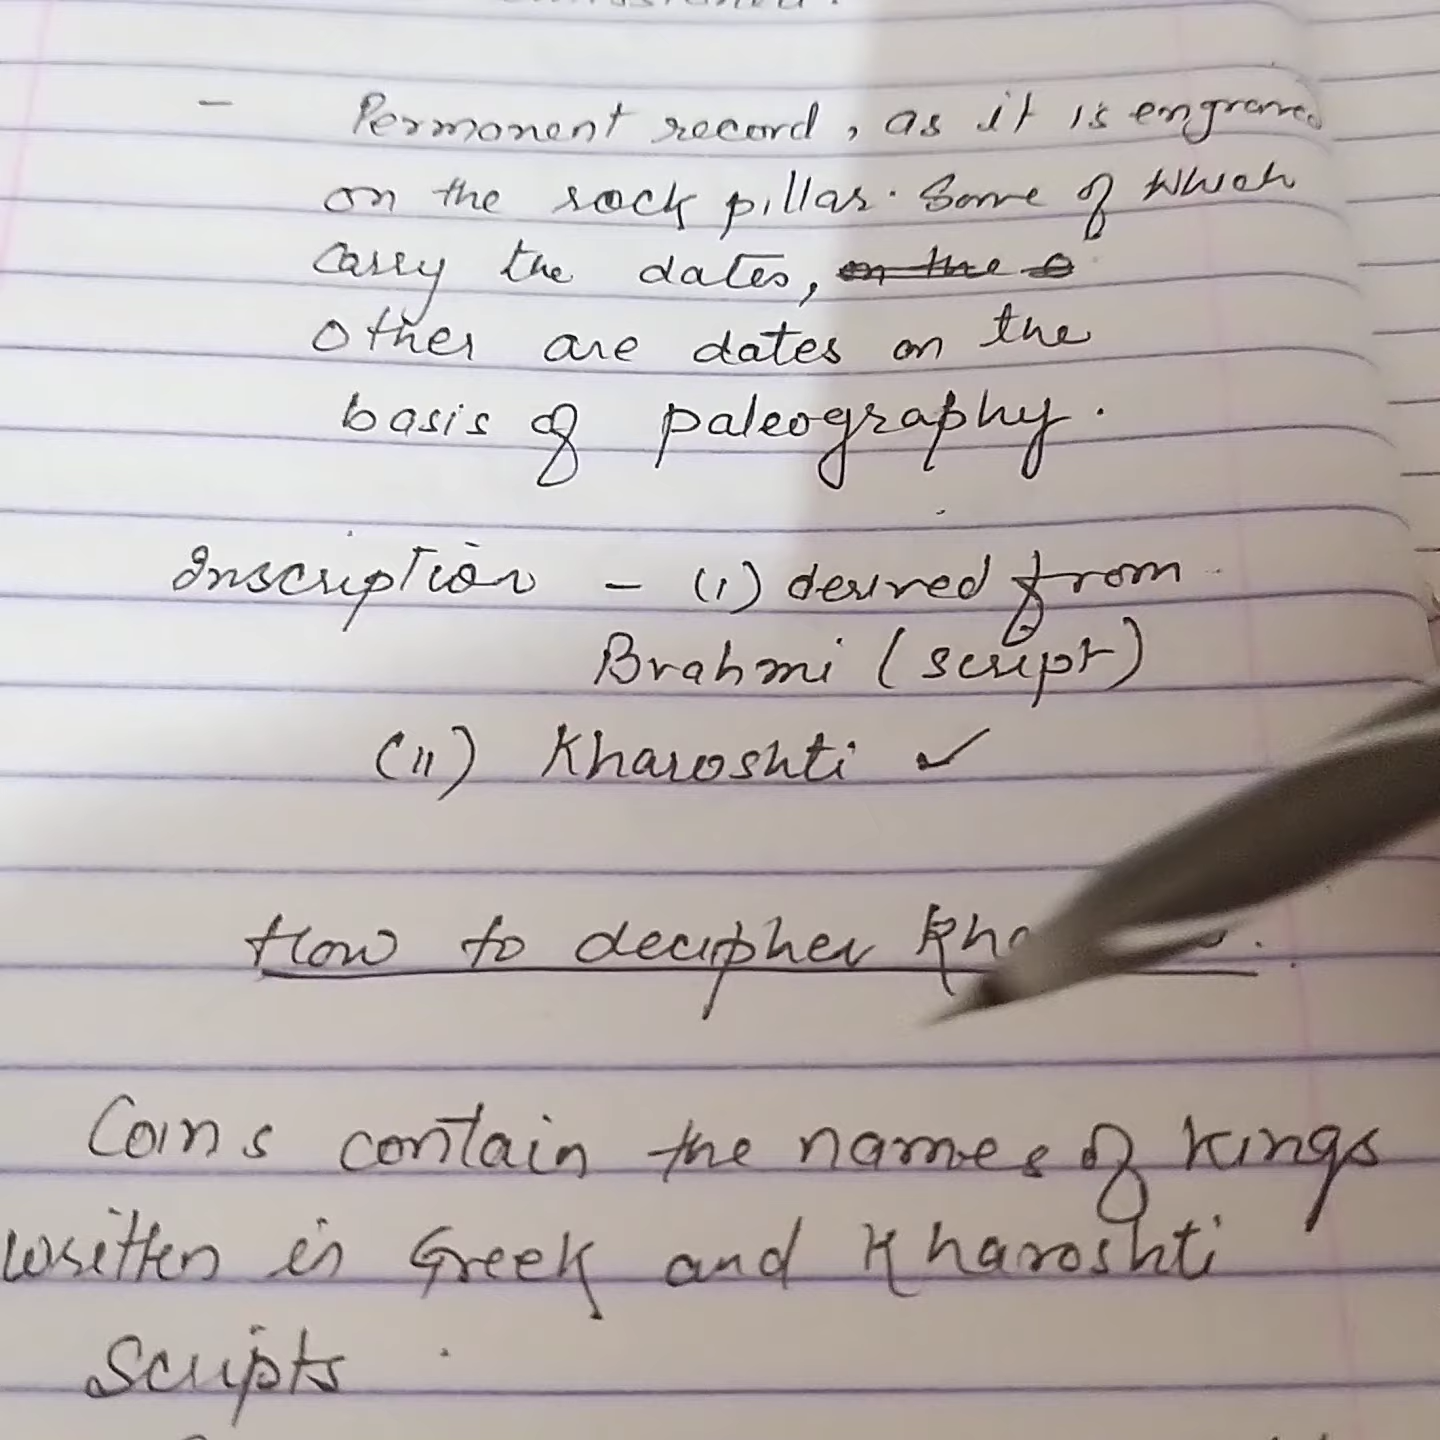 - Permanent record, as it is engraved
on the rock pillar. Some of which
carry the dates, on the o
other are dates on the
basis of paleography.
Inscription - (i) derived from
Brahmi (script)
(ii) Kharoshti ✓
How to decipher
Coins contain the names of kings
written in Greek and Kharoshti
Scripts.